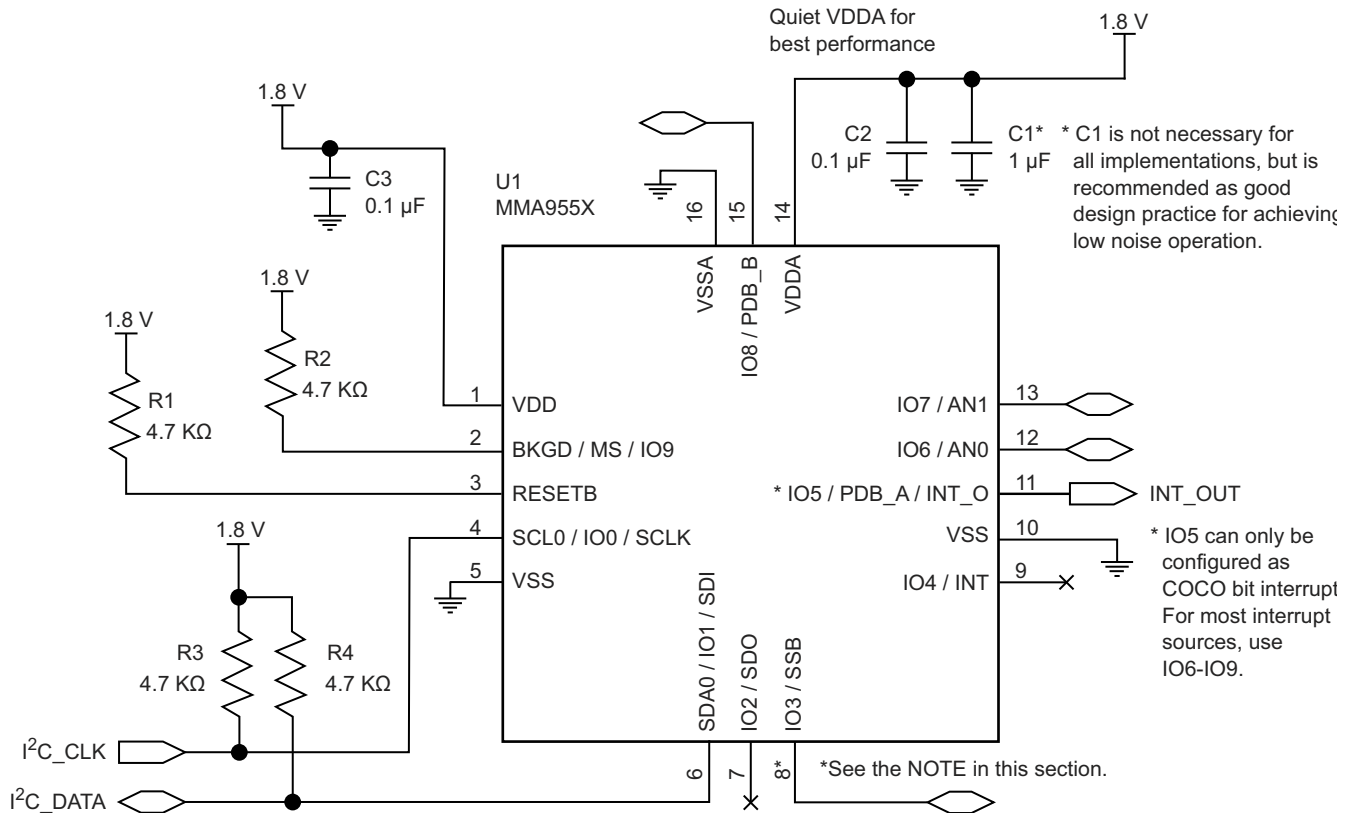 Quiet VDDA for
best performance
1.8 V
1.8 V
C3
0.1 µF
C2
0.1 µF
C1*
1 µF
* C1 is not necessary for
all implementations, but is
recommended as good
design practice for achieving
low noise operation.
U1
MMA955X
16
15
14
VSSA
IO8 / PDB_B
VDDA
1.8 V
R2
4.7 KΩ
1.8 V
R1
4.7 KΩ
1
VDD
2
BKGD / MS / IO9
3
RESETB
4
SCL0 / IO0 / SCLK
5
VSS
IO7 / AN1
13
IO6 / AN0
12
* IO5 / PDB_A / INT_O
11
INT_OUT
VSS
10
IO4 / INT
9
* IO5 can only be
configured as
COCO bit interrupt
For most interrupt
sources, use
IO6-IO9.
1.8 V
R3
4.7 KΩ
R4
4.7 KΩ
SDA0 / IO1 / SDI
IO2 / SDO
IO3 / SSB
6
7
8*
*See the NOTE in this section.
I²C_CLK
I²C_DATA